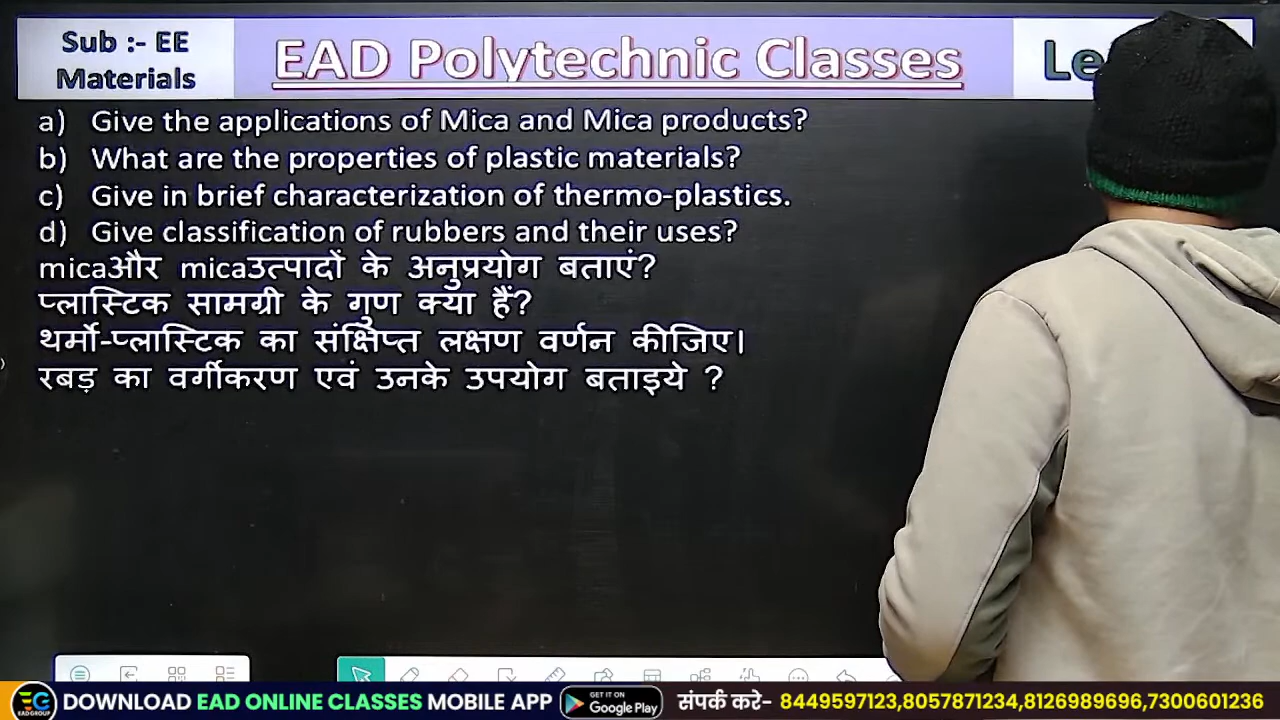 Sub :- EE
Materials
EAD Polytechnic Classes
a) Give the applications of Mica and Mica products?
b) What are the properties of plastic materials?
c) Give in brief characterization of thermo-plastics.
d) Give classification of rubbers and their uses?
micaऔर micaउत्पादों के अनुप्रयोग बताएं?
प्लास्टिक सामग्री के गुण क्या हैं?
थर्मो-प्लास्टिक का संक्षिप्त लक्षण वर्णन कीजिए।
रबड़ का वर्गीकरण एवं उनके उपयोग बताइये ?
EG
EAD GROUP
DOWNLOAD EAD ONLINE CLASSES MOBILE APP
GET IT ON
Google Play
संपर्क करे- 8449597123,8057871234,8126989696,7300601236